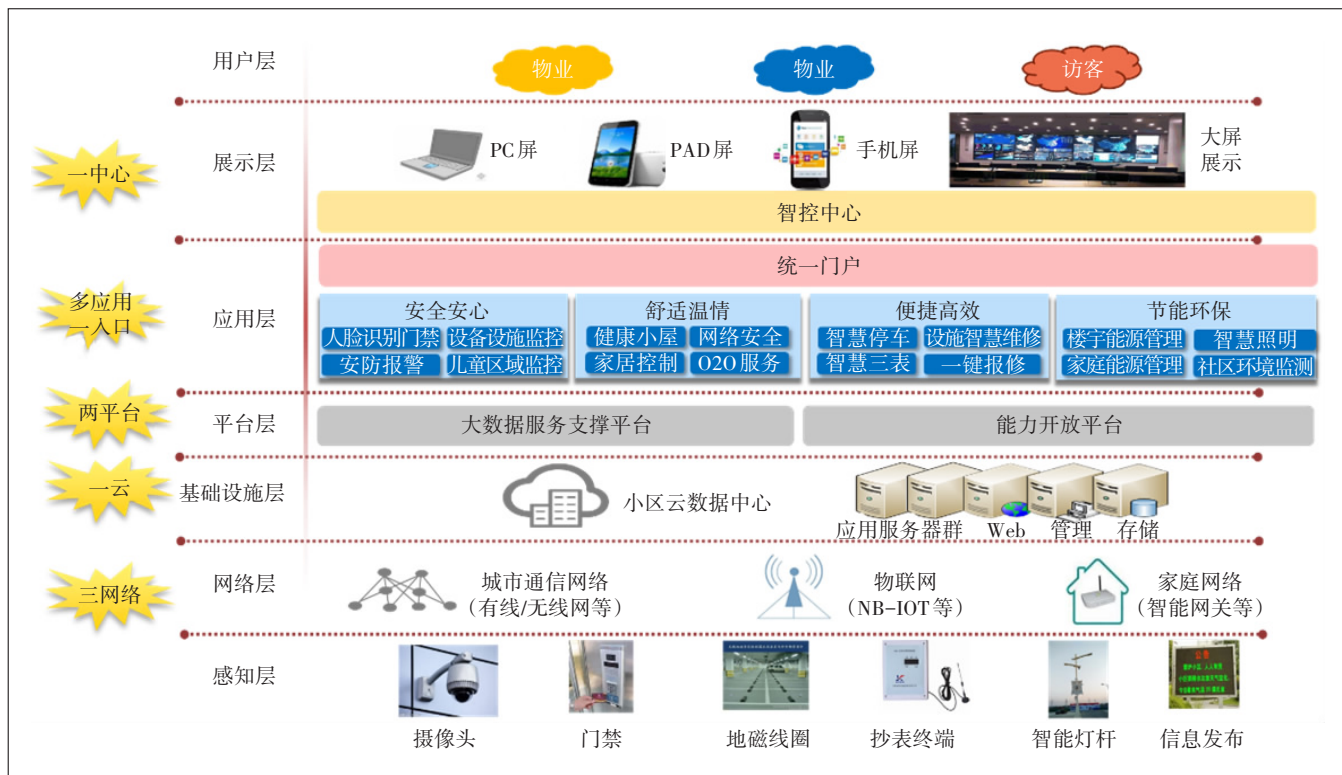 用户层
物业
物业
访客
一中心
展示层
PC屏
PAD屏
手机屏
大屏
展示
智控中心
多应用
一入口
应用层
统一门户
安全安心
人脸识别门禁
设备设施监控
安防报警
儿童区域监控
舒适温情
健康小屋
网络安全
家居控制
O2O服务
便捷高效
智慧停车
设施智慧维修
智慧三表
一键报修
节能环保
楼宇能源管理
智慧照明
家庭能源管理
社区环境监测
两平台
平台层
大数据服务支撑平台
能力开放平台
一云
基础设施层
小区云数据中心
应用服务器群
Web
管理
存储
三网络
网络层
城市通信网络
（有线/无线网等）
物联网
（NB-IOT等）
家庭网络
（智能网关等）
感知层
公告
摄像头
门禁
地磁线圈
抄表终端
智能灯杆
信息发布